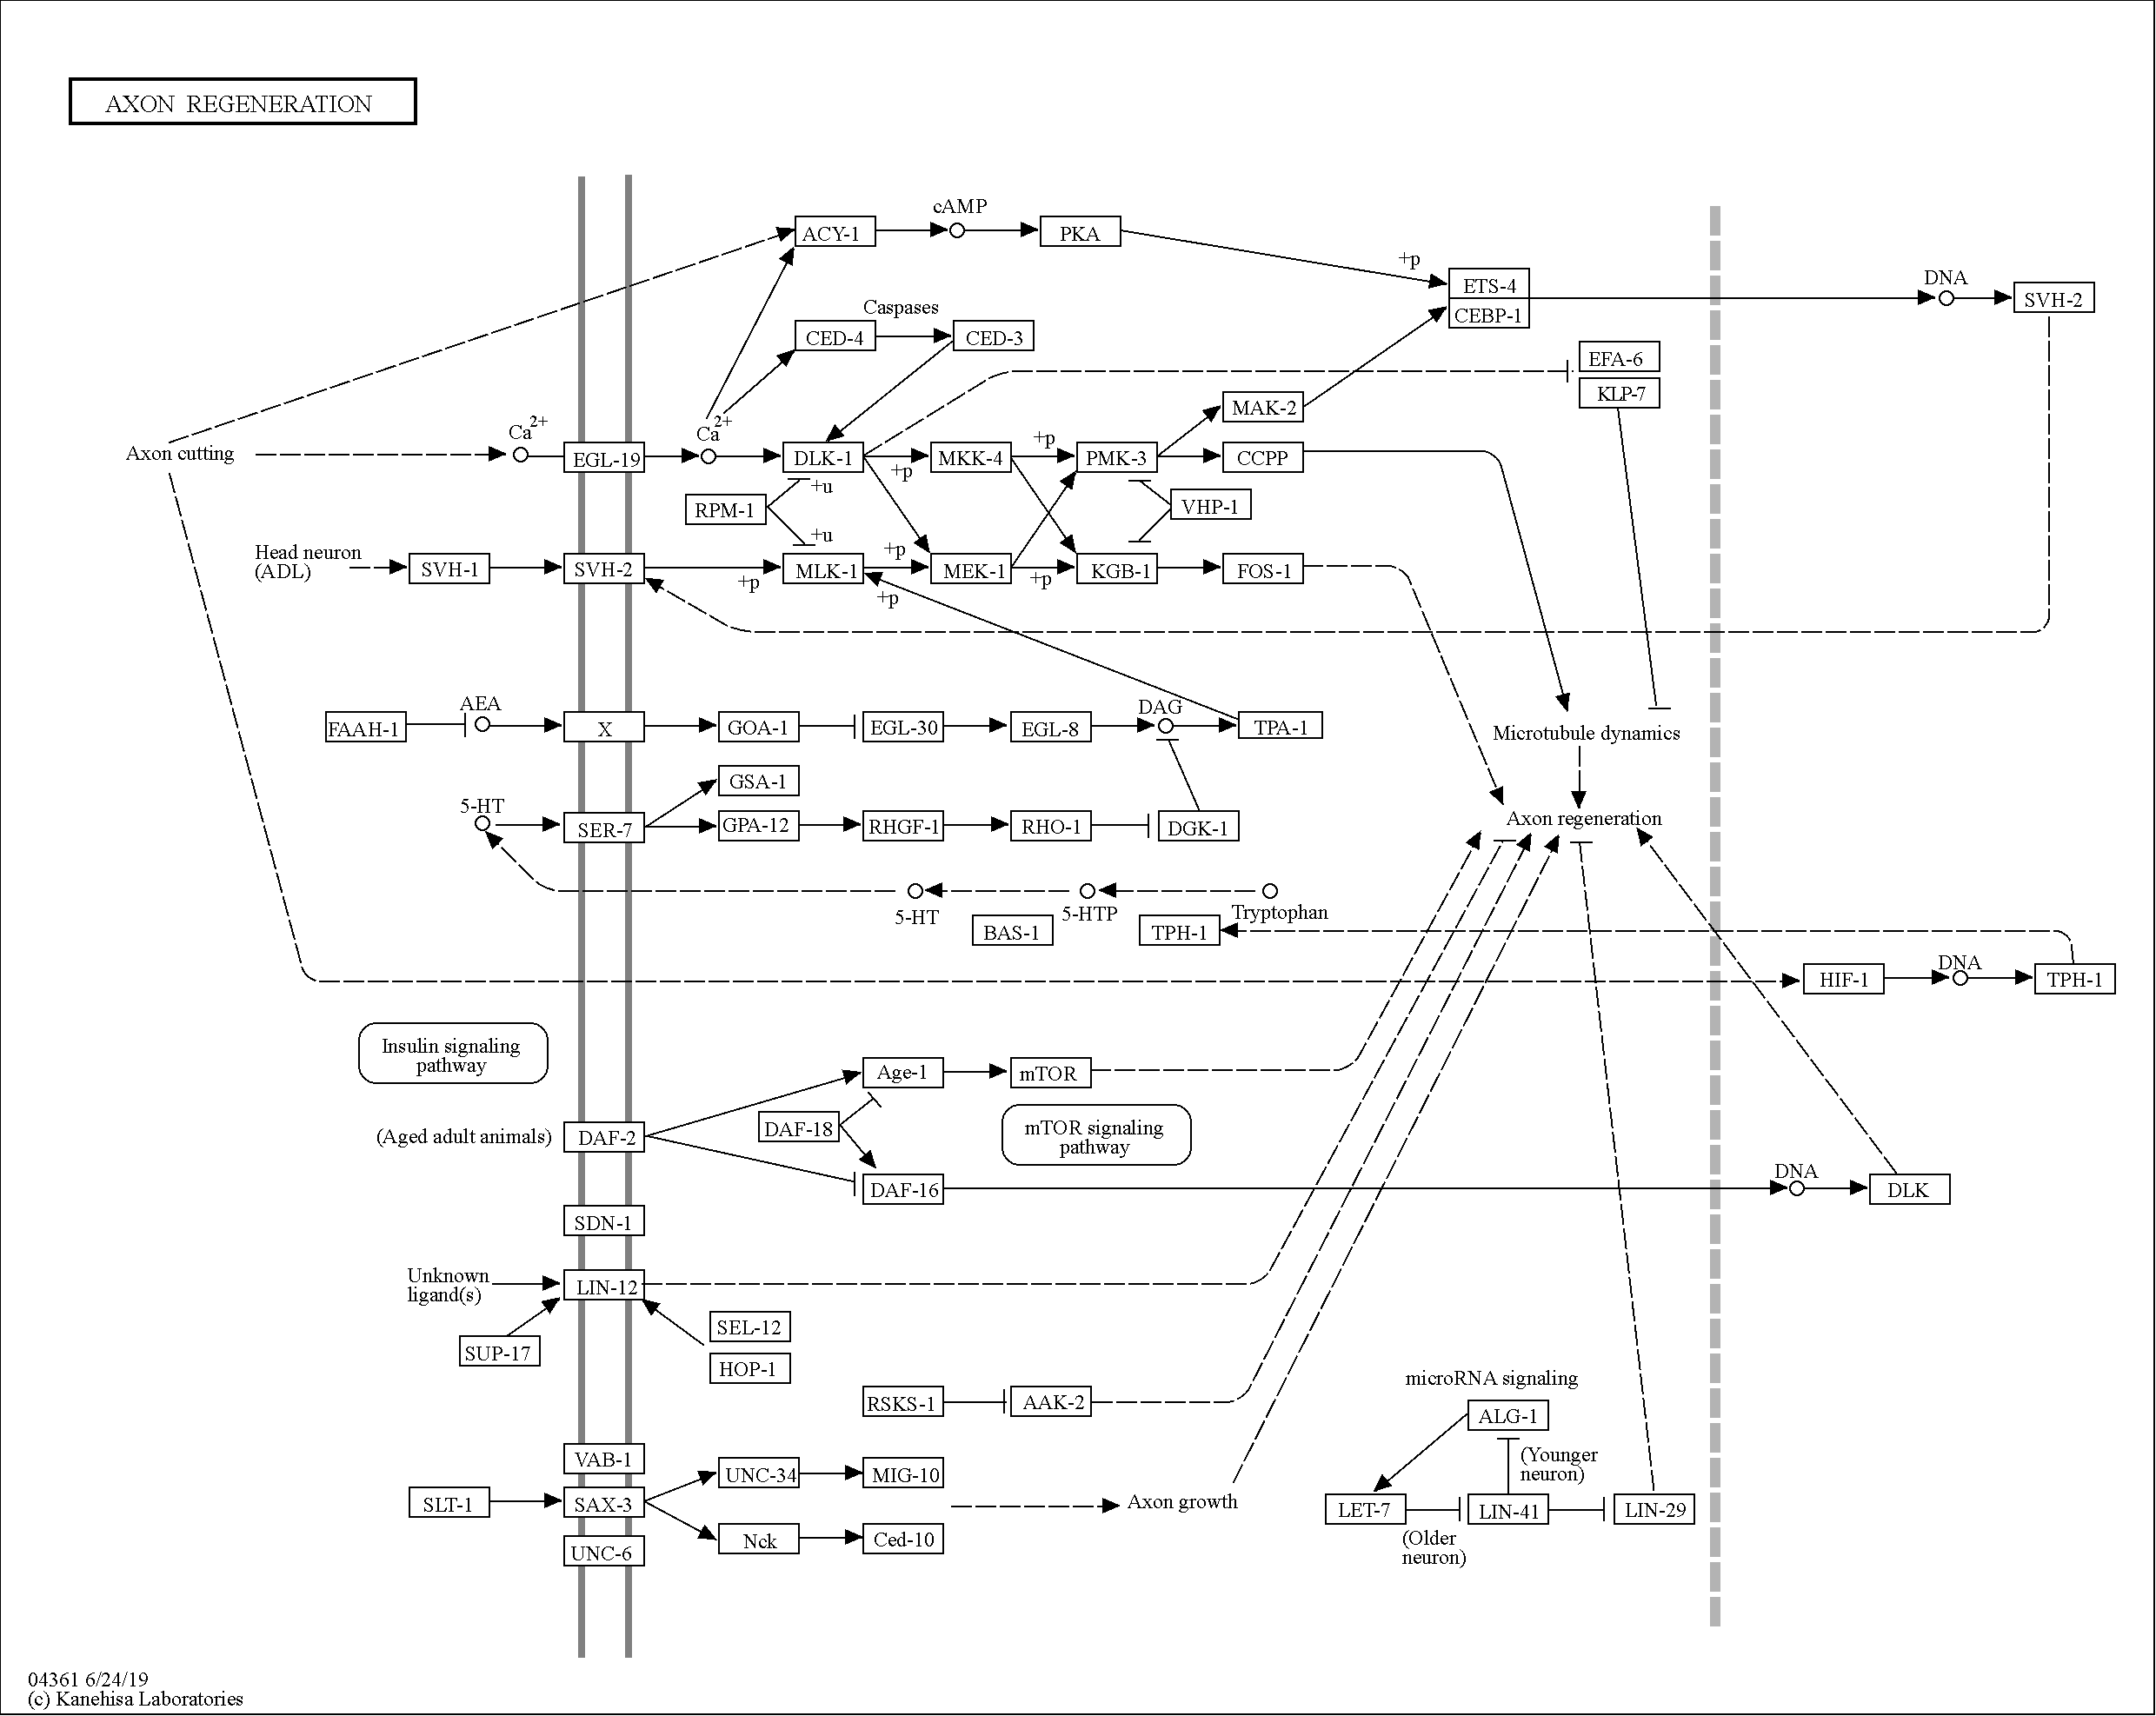 AXON REGENERATION
cAMP
ACY-1
PKA
+p
ETS-4
CEBP-1
DNA
SVH-2
Caspases
CED-4
CED-3
EFA-6
KLP-7
MAK-2
Axon cutting
Ca2+
EGL-19
Ca2+
DLK-1
+p
MKK-4
+p
PMK-3
CCPP
RPM-1
+u
+u
VHP-1
Head neuron
(ADL)
SVH-1
SVH-2
+p
MLK-1
+p
+p
MEK-1
+p
KGB-1
FOS-1
FAAH-1
AEA
X
GOA-1
EGL-30
EGL-8
DAG
TPA-1
Microtubule dynamics
GSA-1
5-HT
SER-7
GPA-12
RHGF-1
RHO-1
DGK-1
Axon regeneration
5-HT
BAS-1
5-HTP
TPH-1
Tryptophan
HIF-1
DNA
TPH-1
Insulin signaling
pathway
Age-1
mTOR
DAF-18
mTOR signaling
pathway
(Aged adult animals)
DAF-2
DAF-16
DNA
DLK
SDN-1
Unknown
ligand(s)
LIN-12
SUP-17
SEL-12
HOP-1
RSKS-1
AAK-2
microRNA signaling
ALG-1
(Younger
neuron)
VAB-1
UNC-34
MIG-10
SLT-1
SAX-3
Axon growth
LET-7
LIN-41
LIN-29
(Older
neuron)
Nck
Ced-10
UNC-6
04361 6/24/19
(c) Kanehisa Laboratories